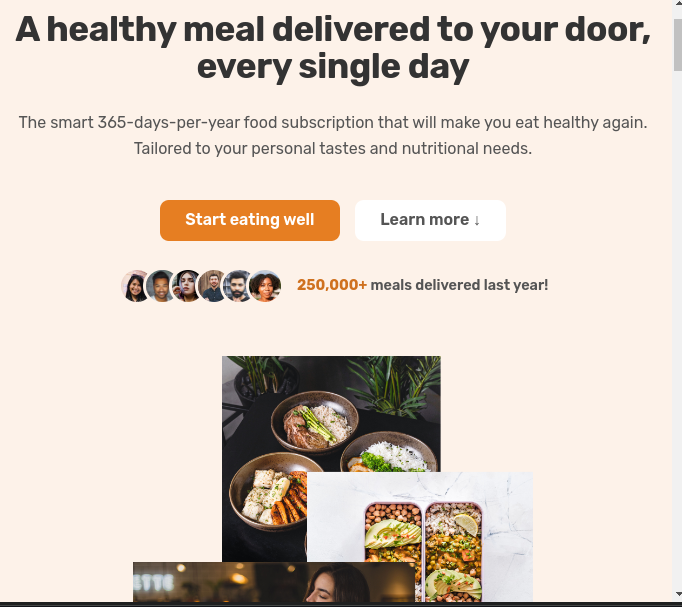 A healthy meal delivered to your door,
every single day
The smart 365-days-per-year food subscription that will make you eat healthy again.
Tailored to your personal tastes and nutritional needs.
Start eating well
Learn more ↓
250,000+ meals delivered last year!